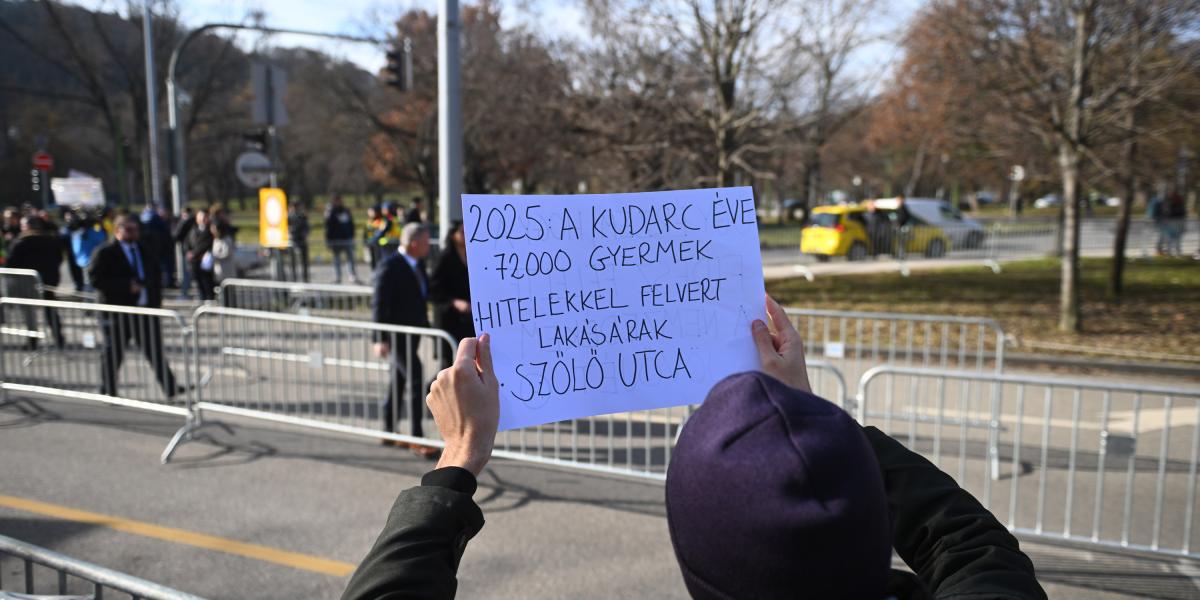 2025: A KUDARC ÉVE
· 72000 GYERMEK
· HITELEKKEL FELVERT
LAKÁSÁRAK
· SZŐLŐ UTCA